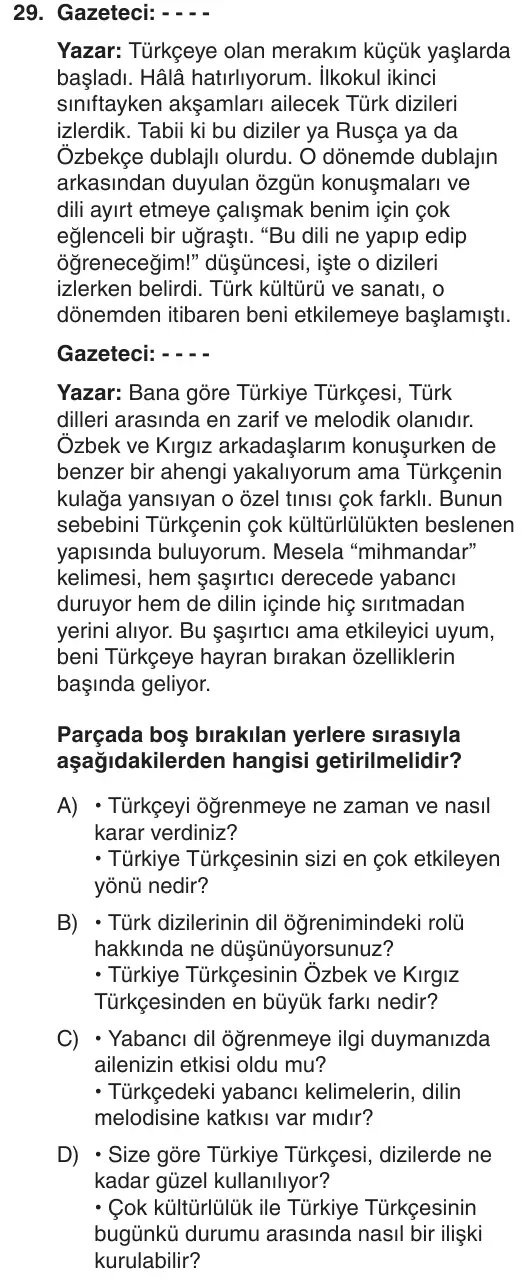 29. Gazeteci: - - - -
Yazar: Türkçeye olan merakım küçük yaşlarda
başladı. Hâlâ hatırlıyorum. İlkokul ikinci
sınıftayken akşamları ailecek Türk dizileri
izlerdik. Tabii ki bu diziler ya Rusça ya da
Özbekçe dublajlı olurdu. O dönemde dublajın
arkasından duyulan özgün konuşmaları ve
dili ayırt etmeye çalışmak benim için çok
eğlenceli bir uğraştı. “Bu dili ne yapıp edip
öğreneceğim!” düşüncesi, işte o dizileri
izlerken belirdi. Türk kültürü ve sanatı, o
dönemden itibaren beni etkilemeye başlamıştı.
Gazeteci: - - - -
Yazar: Bana göre Türkiye Türkçesi, Türk
dilleri arasında en zarif ve melodik olanıdır.
Özbek ve Kırgız arkadaşlarım konuşurken de
benzer bir ahengi yakalıyorum ama Türkçenin
kulağa yansıyan o özel tınısı çok farklı. Bunun
sebebini Türkçenin çok kültürlülükten beslenen
yapısında buluyorum. Mesela “mihmandar”
kelimesi, hem şaşırtıcı derecede yabancı
duruyor hem de dilin içinde hiç sırıtmadan
yerini alıyor. Bu şaşırtıcı ama etkileyici uyum,
beni Türkçeye hayran bırakan özelliklerin
başında geliyor.
Parçada boş bırakılan yerlere sırasıyla
aşağıdakilerden hangisi getirilmelidir?
A) • Türkçeyi öğrenmeye ne zaman ve nasıl
karar verdiniz?
• Türkiye Türkçesinin sizi en çok etkileyen
yönü nedir?
B) • Türk dizilerinin dil öğrenimindeki rolü
hakkında ne düşünüyorsunuz?
• Türkiye Türkçesinin Özbek ve Kırgız
Türkçesinden en büyük farkı nedir?
C) • Yabancı dil öğrenmeye ilgi duymanızda
ailenizin etkisi oldu mu?
• Türkçedeki yabancı kelimelerin, dilin
melodisine katkısı var mıdır?
D) • Size göre Türkiye Türkçesi, dizilerde ne
kadar güzel kullanılıyor?
• Çok kültürlülük ile Türkiye Türkçesinin
bugünkü durumu arasında nasıl bir ilişki
kurulabilir?